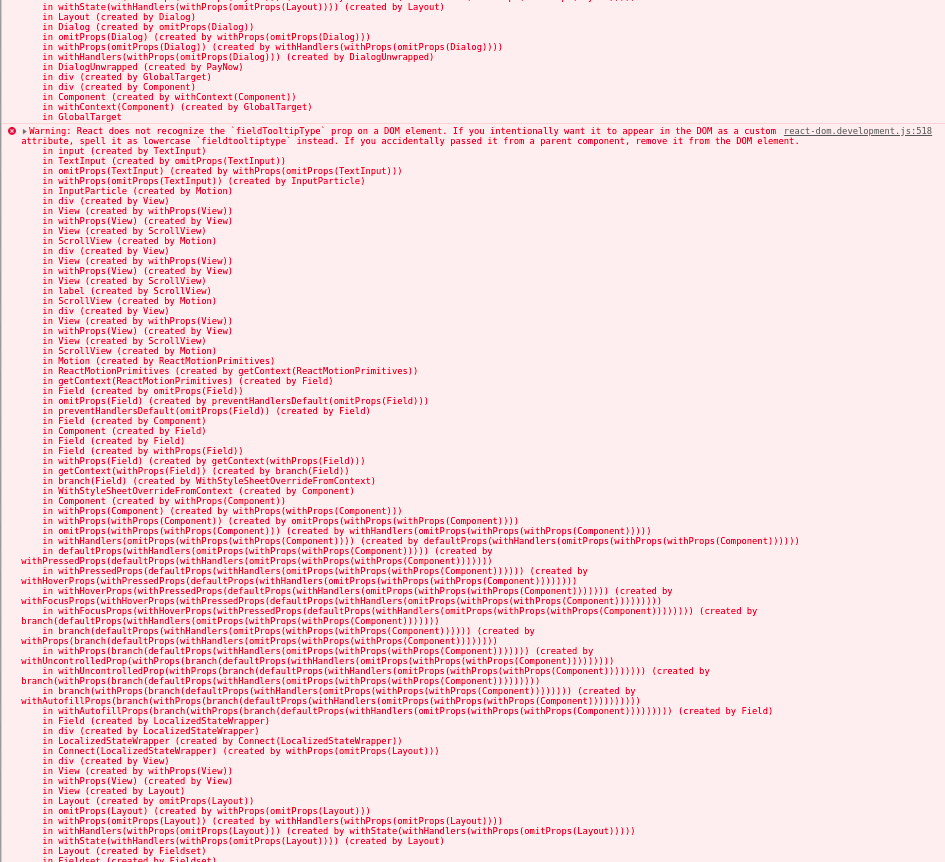 in withState(withHandlers(withProps(omitProps(Layout)))) (created by Layout)
in Layout (created by Dialog)
in Dialog (created by omitProps(Dialog))
in omitProps(Dialog) (created by withProps(omitProps(Dialog)))
in withProps(omitProps(Dialog)) (created by withHandlers(withProps(omitProps(Dialog))))
in withHandlers(withProps(omitProps(Dialog))) (created by DialogUnwrapped)
in DialogUnwrapped (created by PayNow)
in div (created by GlobalTarget)
in div (created by Component)
in Component (created by withContext(Component))
in withContext(Component) (created by GlobalTarget)
in GlobalTarget
Warning: React does not recognize the `fieldTooltipType` prop on a DOM element. If you intentionally want it to appear in the DOM as a custom react-dom.development.js:518
attribute, spell it as lowercase `fieldtooltiptype` instead. If you accidentally passed it from a parent component, remove it from the DOM element.
in input (created by TextInput)
in TextInput (created by omitProps(TextInput))
in omitProps(TextInput) (created by withProps(omitProps(TextInput)))
in withProps(omitProps(TextInput)) (created by InputParticle)
in InputParticle (created by Motion)
in div (created by View)
in View (created by withProps(View))
in withProps(View) (created by View)
in View (created by ScrollView)
in ScrollView (created by Motion)
in div (created by View)
in View (created by withProps(View))
in withProps(View) (created by View)
in View (created by ScrollView)
in label (created by ScrollView)
in ScrollView (created by Motion)
in div (created by View)
in View (created by withProps(View))
in withProps(View) (created by View)
in View (created by ScrollView)
in ScrollView (created by Motion)
in Motion (created by ReactMotionPrimitives)
in ReactMotionPrimitives (created by getContext(ReactMotionPrimitives))
in getContext(ReactMotionPrimitives) (created by Field)
in Field (created by omitProps(Field))
in omitProps(Field) (created by preventHandlersDefault(omitProps(Field)))
in preventHandlersDefault(omitProps(Field)) (created by Field)
in Field (created by Component)
in Component (created by Field)
in Field (created by Field)
in Field (created by withProps(Field))
in withProps(Field) (created by getContext(withProps(Field)))
in getContext(withProps(Field)) (created by branch(Field))
in branch(Field) (created by WithStyleSheetOverrideFromContext)
in WithStyleSheetOverrideFromContext (created by Component)
in Component (created by withProps(Component))
in withProps(Component) (created by withProps(withProps(Component)))
in withProps(withProps(Component)) (created by omitProps(withProps(withProps(Component))))
in omitProps(withProps(withProps(Component))) (created by withHandlers(omitProps(withProps(withProps(Component)))))
in withHandlers(omitProps(withProps(withProps(Component)))) (created by defaultProps(withHandlers(omitProps(withProps(withProps(Component))))))
in defaultProps(withHandlers(omitProps(withProps(withProps(Component))))) (created by
withPressedProps(defaultProps(withHandlers(omitProps(withProps(withProps(Component)))))))
in withPressedProps(defaultProps(withHandlers(omitProps(withProps(withProps(Component)))))) (created by
withHoverProps(withPressedProps(defaultProps(withHandlers(omitProps(withProps(withProps(Component))))))))
in withHoverProps(withPressedProps(defaultProps(withHandlers(omitProps(withProps(withProps(Component))))))) (created by
withFocusProps(withHoverProps(withPressedProps(defaultProps(withHandlers(omitProps(withProps(withProps(Component)))))))))
in withFocusProps(withHoverProps(withPressedProps(defaultProps(withHandlers(omitProps(withProps(withProps(Component)))))))) (created by
branch(defaultProps(withHandlers(omitProps(withProps(withProps(Component)))))))
in branch(defaultProps(withHandlers(omitProps(withProps(withProps(Component)))))) (created by
withProps(branch(defaultProps(withHandlers(omitProps(withProps(withProps(Component))))))))
in withProps(branch(defaultProps(withHandlers(omitProps(withProps(withProps(Component))))))) (created by
withUncontrolledProp(withProps(branch(defaultProps(withHandlers(omitProps(withProps(withProps(Component)))))))))
in withUncontrolledProp(withProps(branch(defaultProps(withHandlers(omitProps(withProps(withProps(Component)))))))) (created by
branch(withProps(branch(defaultProps(withHandlers(omitProps(withProps(withProps(Component)))))))))
in branch(withProps(branch(defaultProps(withHandlers(omitProps(withProps(withProps(Component)))))))) (created by
withAutofillProps(branch(withProps(branch(defaultProps(withHandlers(omitProps(withProps(withProps(Component))))))))))
in withAutofillProps(branch(withProps(branch(defaultProps(withHandlers(omitProps(withProps(withProps(Component))))))))) (created by Field)
in Field (created by LocalizedStateWrapper)
in div (created by LocalizedStateWrapper)
in LocalizedStateWrapper (created by Connect(LocalizedStateWrapper))
in Connect(LocalizedStateWrapper) (created by withProps(omitProps(Layout)))
in div (created by View)
in View (created by withProps(View))
in withProps(View) (created by View)
in View (created by Layout)
in Layout (created by omitProps(Layout))
in omitProps(Layout) (created by withProps(omitProps(Layout)))
in withProps(omitProps(Layout)) (created by withHandlers(withProps(omitProps(Layout))))
in withHandlers(withProps(omitProps(Layout))) (created by withState(withHandlers(withProps(omitProps(Layout)))))
in withState(withHandlers(withProps(omitProps(Layout)))) (created by Layout)
in Layout (created by Fieldset)
in Fieldset (created by Fieldset)